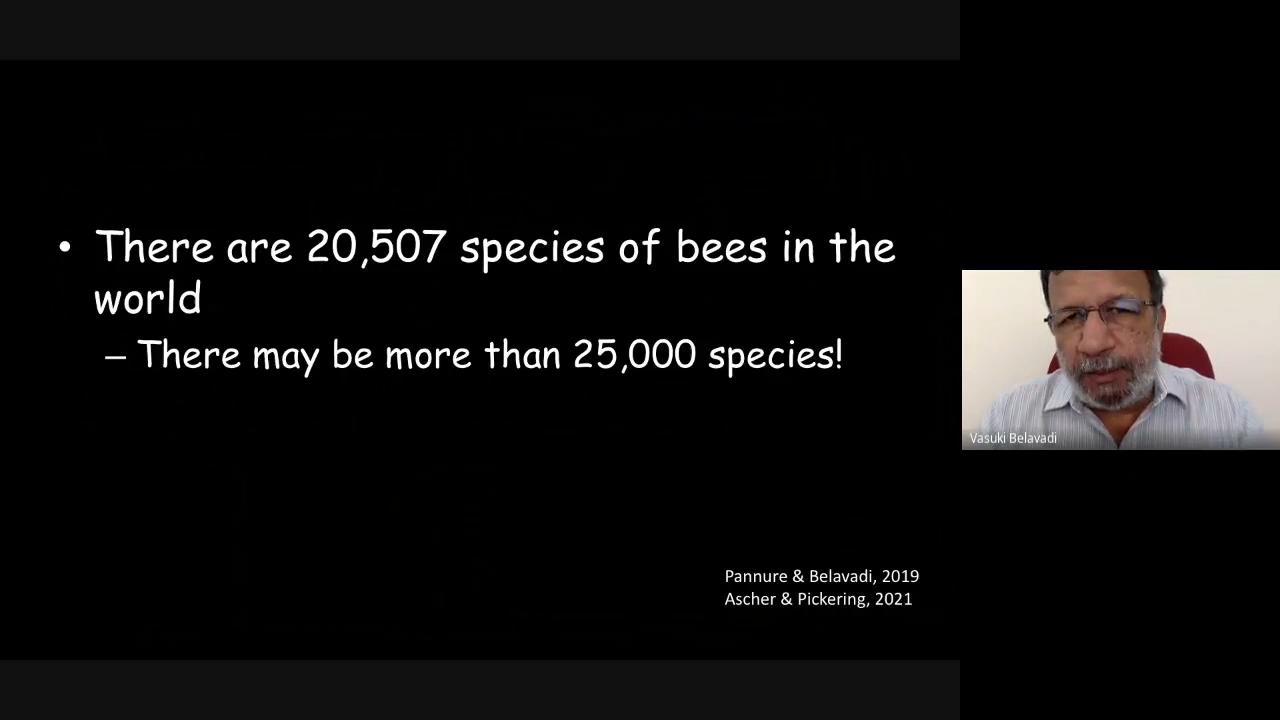 • There are 20,507 species of bees in the
world
– There may be more than 25,000 species!
Pannure & Belavadi, 2019
Ascher & Pickering, 2021
Vasuki Belavadi